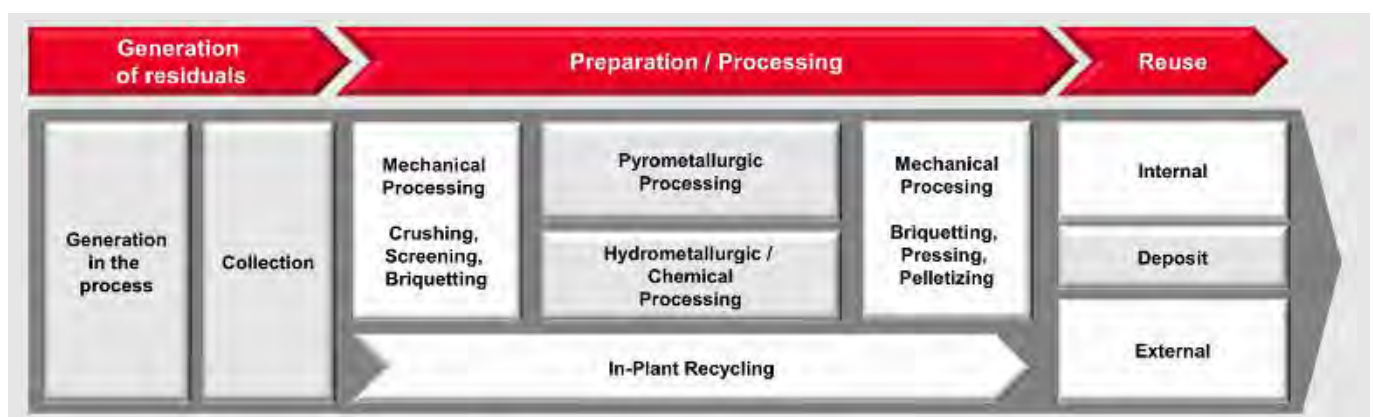 Generation
of residuals
Preparation / Processing
Reuse
Generation
in the
process
Collection
Mechanical
Processing
Crushing,
Screening,
Briquetting
Pyrometallurgic
Processing
Hydrometallurgic /
Chemical
Processing
Mechanical
Procesing
Briquetting,
Pressing,
Pelletizing
In-Plant Recycling
Internal
Deposit
External